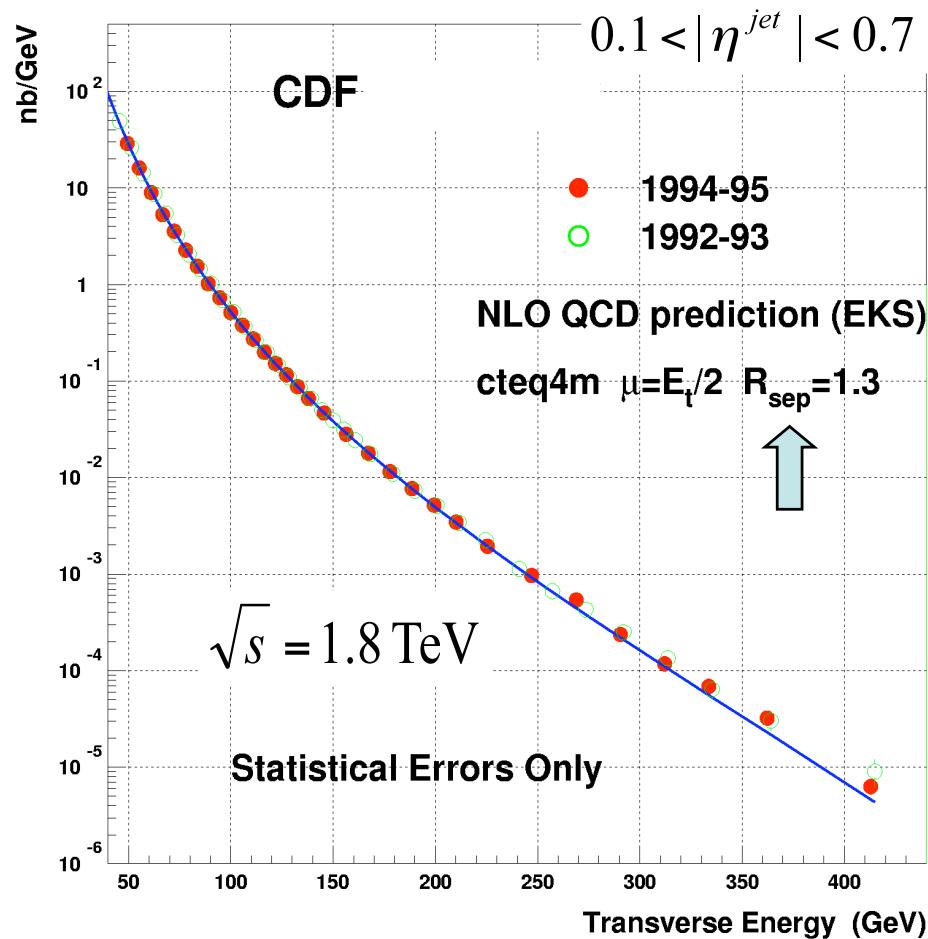 0.1 < | η^jet | < 0.7
nb/GeV
CDF
1994-95
1992-93
NLO QCD prediction (EKS)
cteq4m μ=E_t/2 R_sep=1.3
√s = 1.8 TeV
Statistical Errors Only
10^2
10
1
10^-1
10^-2
10^-3
10^-4
10^-5
10^-6
50 100 150 200 250 300 350 400
Transverse Energy (GeV)